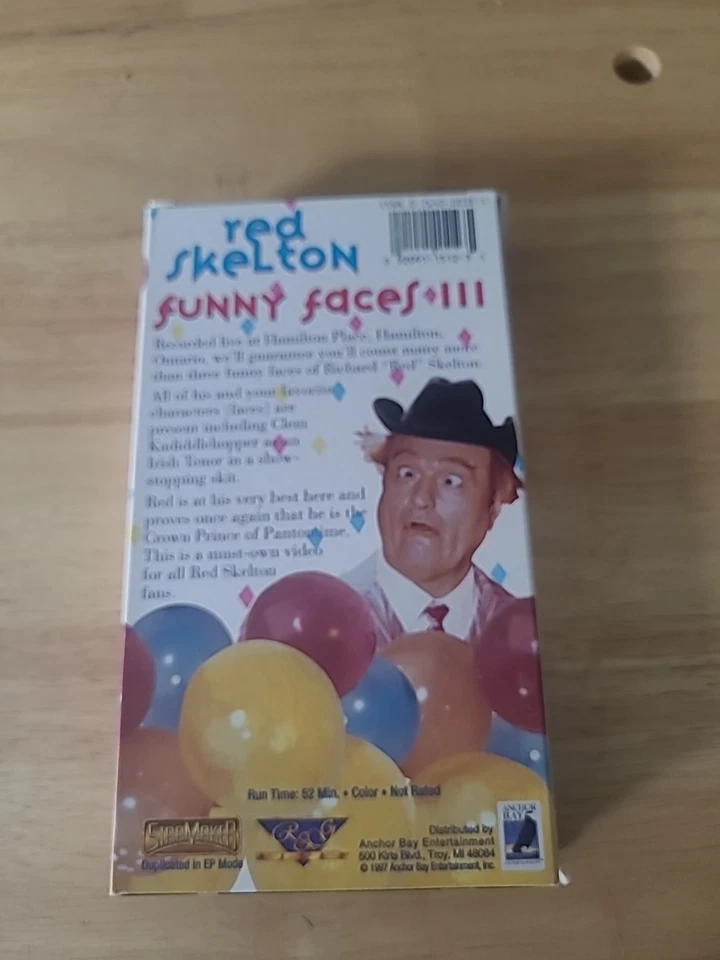 red
skeltoN
fuNNy faces III
Recorded live at Hamilton Place, Hamilton,
Ontario, we'll guarantee you'll count many more
than three funny faces of Richard "Red" Skelton.
All of his and your favorite
characters [faces] are
present including Clem
Kadiddlehopper as an
Irish Tenor in a show-
stopping skit.
Red is at his very best here and
proves once again that he is the
Crown Prince of Pantomime.
This is a must-own video
for all Red Skelton
fans.
Run Time: 52 Min. • Color • Not Rated
STARMAKER
Duplicated in EP Mode
Distributed by
Anchor Bay Entertainment
500 Kirts Blvd., Troy, MI 48084
© 1997 Anchor Bay Entertainment, Inc.
ANCHOR
BAY